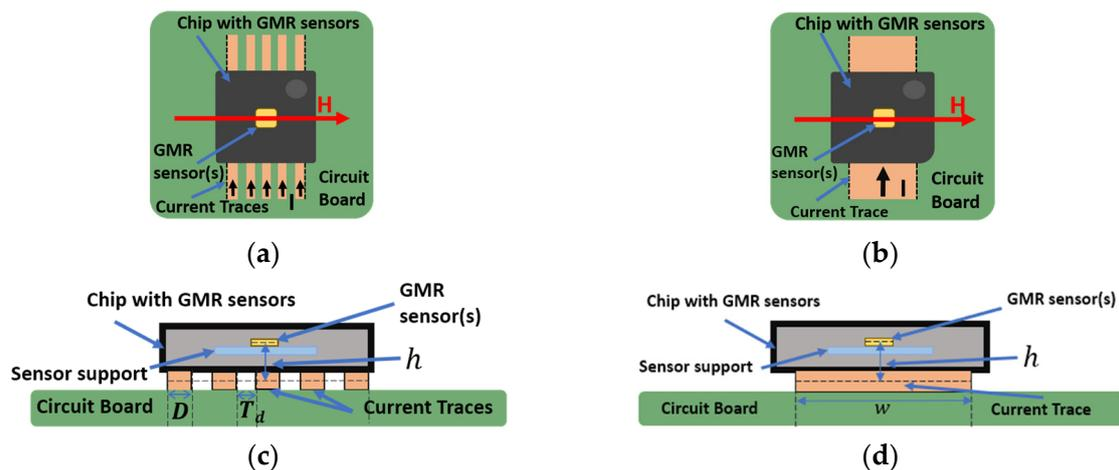 Chip with GMR sensors
H
GMR
sensor(s)
Circuit
Board
Current Traces
I
(a)
Chip with GMR sensors
H
GMR
sensor(s)
Circuit
Board
Current Trace
I
(b)
Chip with GMR sensors
GMR
sensor(s)
h
Sensor support
Circuit Board
D
T_d
Current Traces
(c)
Chip with GMR sensors
GMR sensor(s)
h
Sensor support
Circuit Board
w
Current Trace
(d)